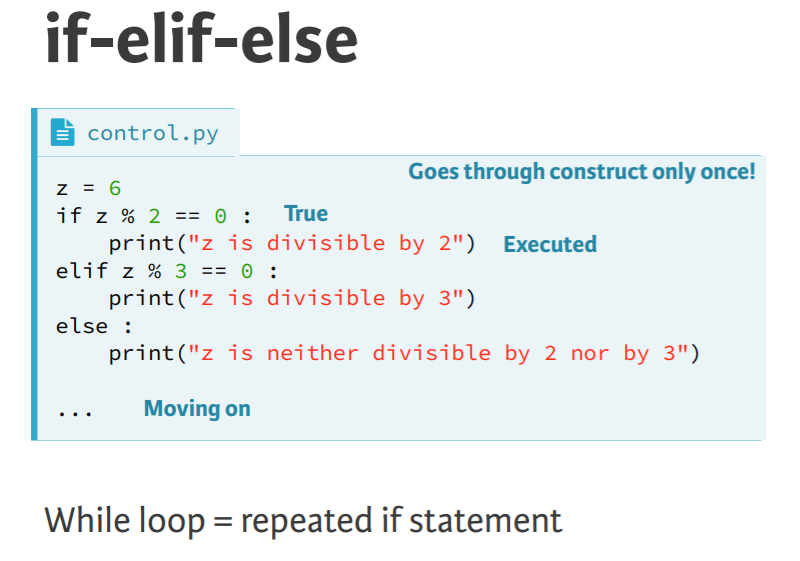 if-elif-else
control.py
Goes through construct only once!
z = 6
if z % 2 == 0 : True
    print("z is divisible by 2") Executed
elif z % 3 == 0 :
    print("z is divisible by 3")
else :
    print("z is neither divisible by 2 nor by 3")
... Moving on
While loop = repeated if statement